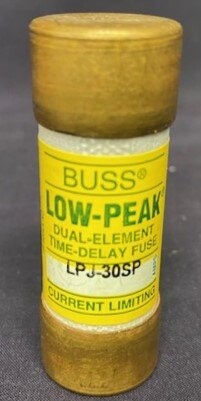 BUSS®
LOW-PEAK®
DUAL-ELEMENT
TIME-DELAY FUSE
LPJ-30SP
CURRENT LIMITING